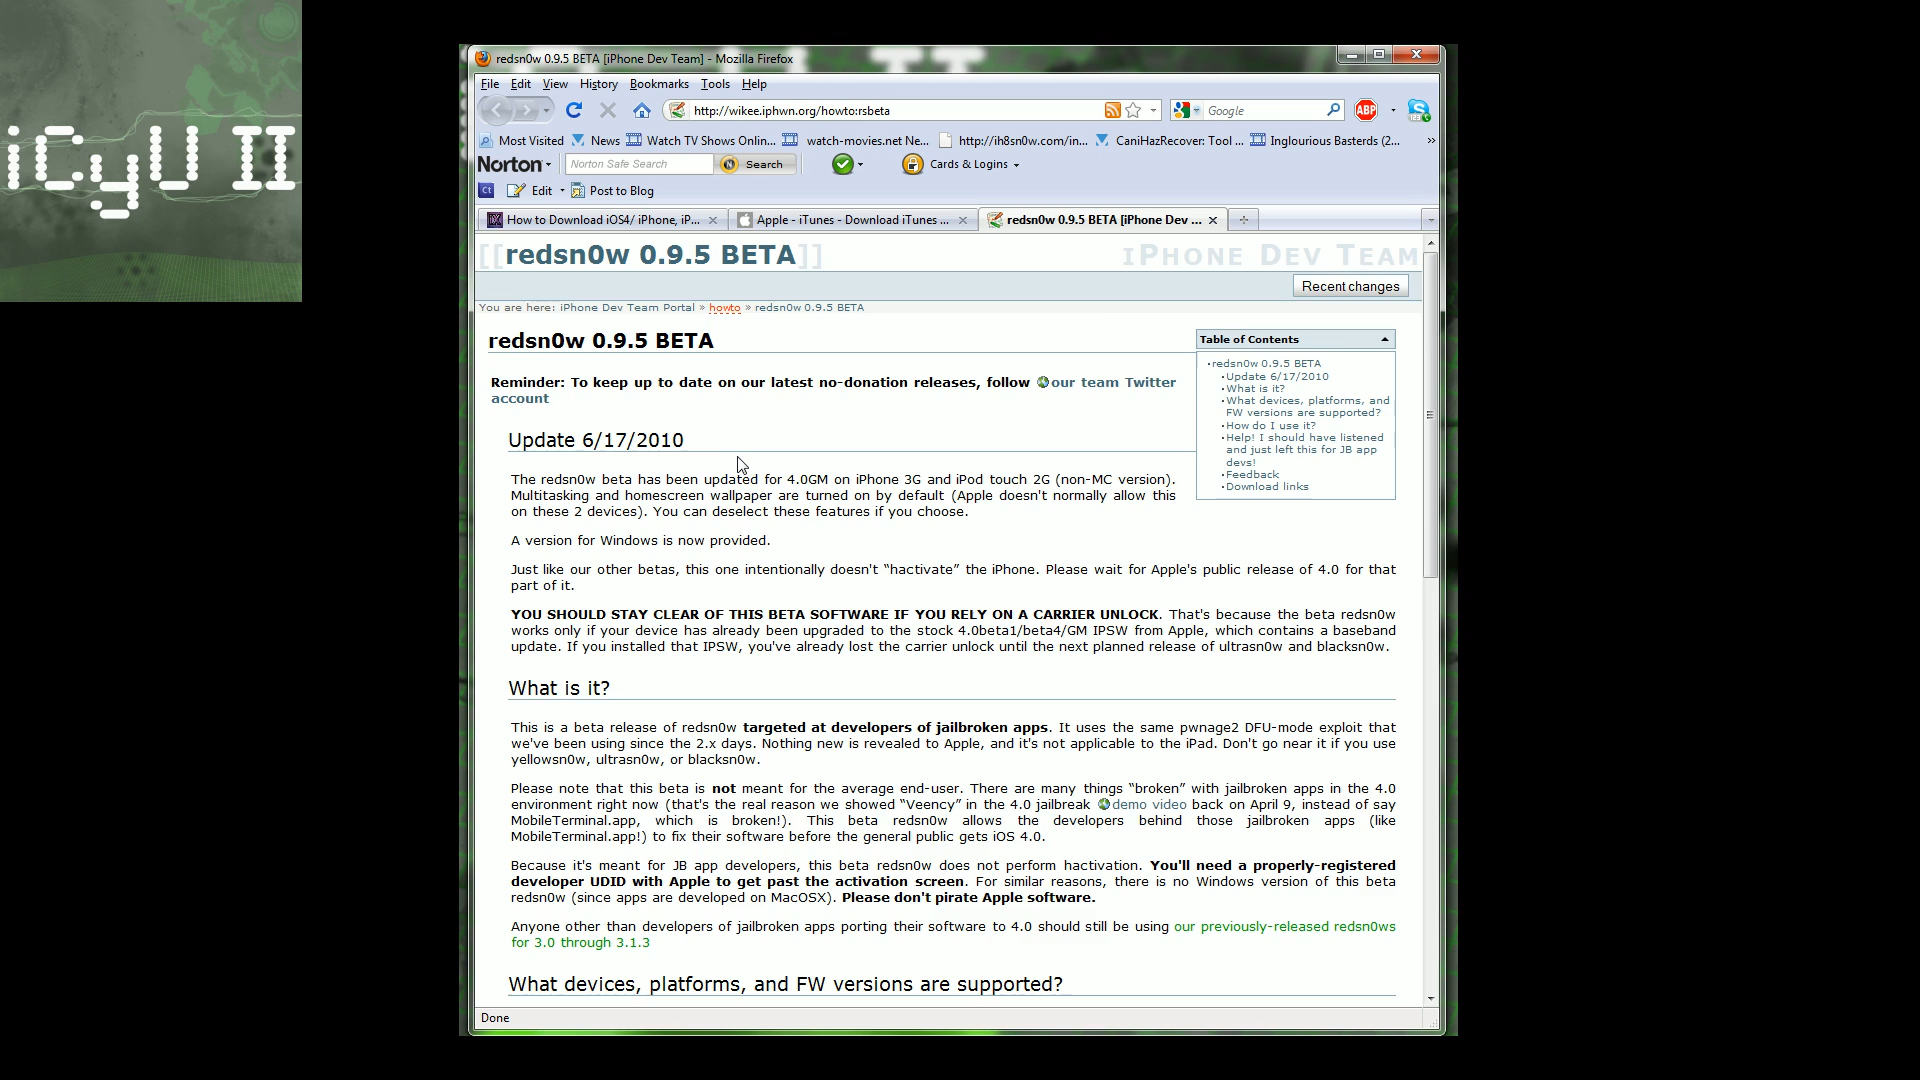 iCyU II
redsn0w 0.9.5 BETA [iPhone Dev Team] - Mozilla Firefox
File Edit View History Bookmarks Tools Help
http://wikee.iphwn.org/howto:rsbeta Google ABP
Most Visited News Watch TV Shows Onlin... watch-movies.net Ne... http://ih8sn0w.com/in... CaniHazRecover: Tool ... Inglourious Basterds (2... »
Norton Norton Safe Search Search Cards & Logins
Ct Edit Post to Blog
How to Download iOS4/ iPhone, iP... Apple - iTunes - Download iTunes ... redsn0w 0.9.5 BETA [iPhone Dev ...
[[redsn0w 0.9.5 BETA]] iPhone Dev Team
Recent changes
You are here: iPhone Dev Team Portal » howto » redsn0w 0.9.5 BETA
redsn0w 0.9.5 BETA
Reminder: To keep up to date on our latest no-donation releases, follow our team Twitter
account
Table of Contents
redsn0w 0.9.5 BETA
Update 6/17/2010
What is it?
What devices, platforms, and
FW versions are supported?
How do I use it?
Help! I should have listened
and just left this for JB app
devs!
Feedback
Download links
Update 6/17/2010
The redsn0w beta has been updated for 4.0GM on iPhone 3G and iPod touch 2G (non-MC version).
Multitasking and homescreen wallpaper are turned on by default (Apple doesn't normally allow this
on these 2 devices). You can deselect these features if you choose.
A version for Windows is now provided.
Just like our other betas, this one intentionally doesn't “hactivate” the iPhone. Please wait for Apple's public release of 4.0 for that
part of it.
YOU SHOULD STAY CLEAR OF THIS BETA SOFTWARE IF YOU RELY ON A CARRIER UNLOCK. That's because the beta redsn0w
works only if your device has already been upgraded to the stock 4.0beta1/beta4/GM IPSW from Apple, which contains a baseband
update. If you installed that IPSW, you've already lost the carrier unlock until the next planned release of ultrasn0w and blacksn0w.
What is it?
This is a beta release of redsn0w targeted at developers of jailbroken apps. It uses the same pwnage2 DFU-mode exploit that
we've been using since the 2.x days. Nothing new is revealed to Apple, and it's not applicable to the iPad. Don't go near it if you use
yellowsn0w, ultrasn0w, or blacksn0w.
Please note that this beta is not meant for the average end-user. There are many things “broken” with jailbroken apps in the 4.0
environment right now (that's the real reason we showed “Veency” in the 4.0 jailbreak demo video back on April 9, instead of say
MobileTerminal.app, which is broken!). This beta redsn0w allows the developers behind those jailbroken apps (like
MobileTerminal.app!) to fix their software before the general public gets iOS 4.0.
Because it's meant for JB app developers, this beta redsn0w does not perform hactivation. You'll need a properly-registered
developer UDID with Apple to get past the activation screen. For similar reasons, there is no Windows version of this beta
redsn0w (since apps are developed on MacOSX). Please don't pirate Apple software.
Anyone other than developers of jailbroken apps porting their software to 4.0 should still be using our previously-released redsn0ws
for 3.0 through 3.1.3
What devices, platforms, and FW versions are supported?
Done